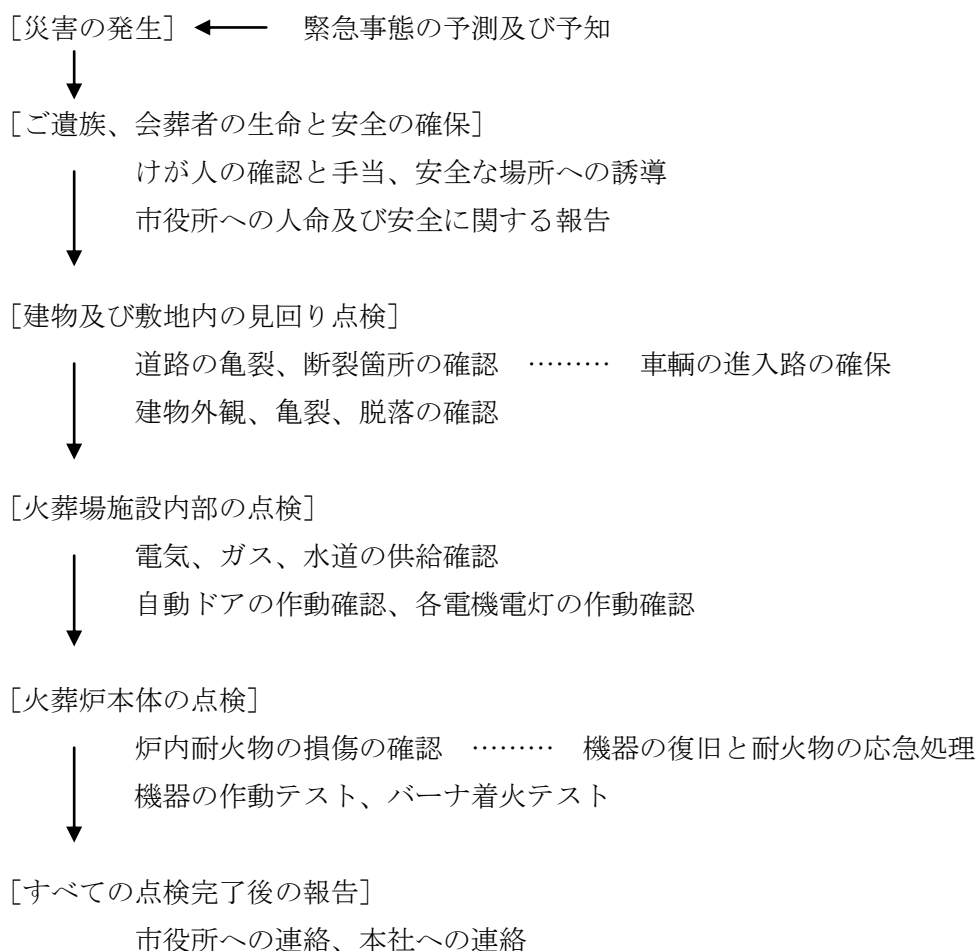 [災害の発生] 緊急事態の予測及び予知
[ご遺族、会葬者の生命と安全の確保]
けが人の確認と手当、安全な場所への誘導
市役所への人命及び安全に関する報告
[建物及び敷地内の見回り点検]
道路の亀裂、断裂箇所の確認 ……… 車輌の進入路の確保
建物外観、亀裂、脱落の確認
[火葬場施設内部の点検]
電気、ガス、水道の供給確認
自動ドアの作動確認、各電機電灯の作動確認
[火葬炉本体の点検]
炉内耐火物の損傷の確認 ……… 機器の復旧と耐火物の応急処理
機器の作動テスト、バーナ着火テスト
[すべての点検完了後の報告]
市役所への連絡、本社への連絡